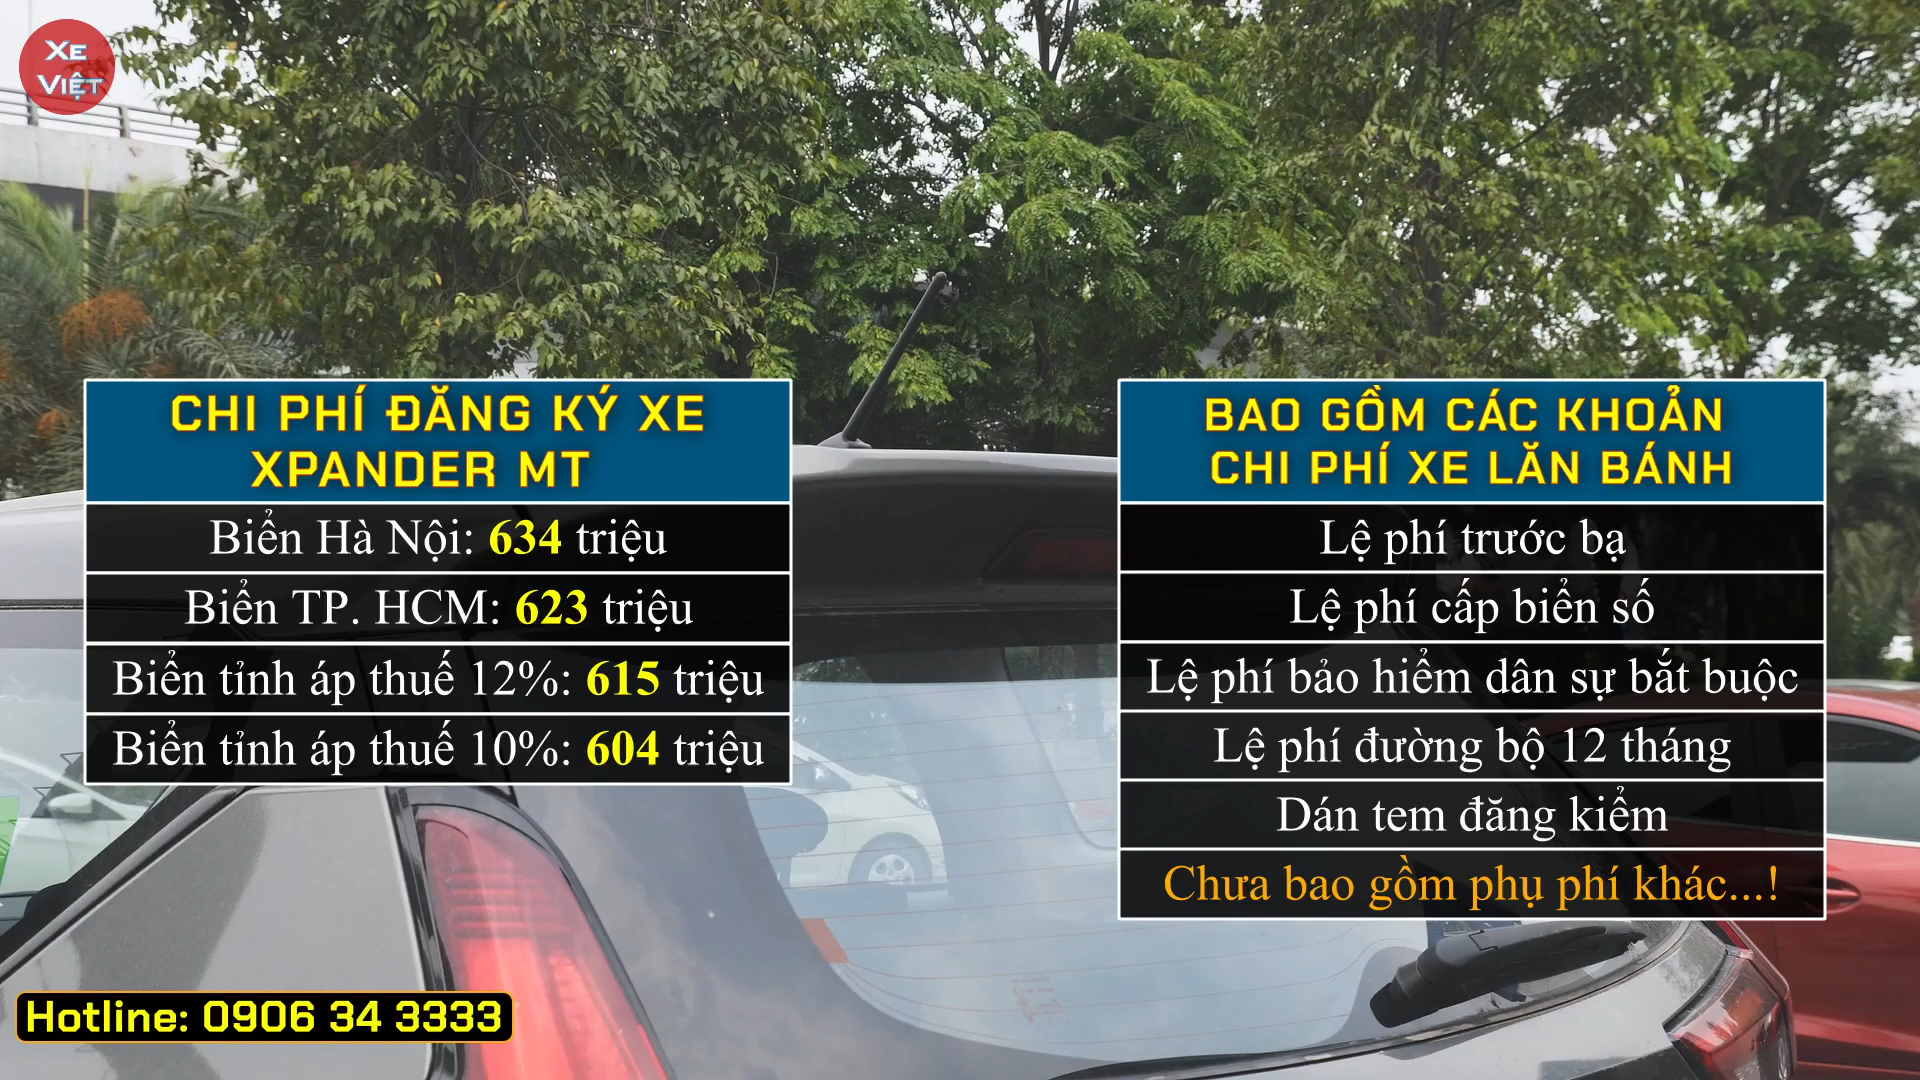 XE
VIỆT
CHI PHÍ ĐĂNG KÝ XE
XPANDER MT
Biển Hà Nội: 634 triệu
Biển TP. HCM: 623 triệu
Biển tỉnh áp thuế 12%: 615 triệu
Biển tỉnh áp thuế 10%: 604 triệu
BAO GỒM CÁC KHOẢN
CHI PHÍ XE LĂN BÁNH
Lệ phí trước bạ
Lệ phí cấp biển số
Lệ phí bảo hiểm dân sự bắt buộc
Lệ phí đường bộ 12 tháng
Dán tem đăng kiểm
Chưa bao gồm phụ phí khác...!
Hotline: 0906 34 3333